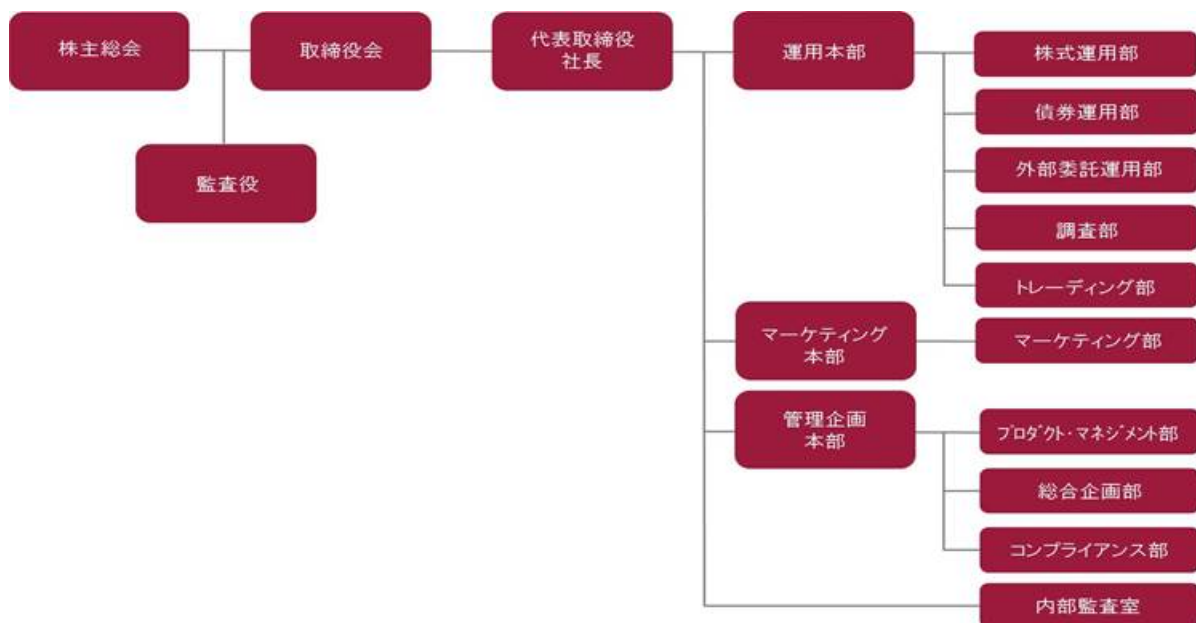 株主総会
取締役会
代表取締役
社長
監査役
運用本部
株式運用部
債券運用部
外部委託運用部
調査部
トレーディング部
マーケティング
本部
マーケティング部
管理企画
本部
プロダクト・マネジメント部
総合企画部
コンプライアンス部
内部監査室